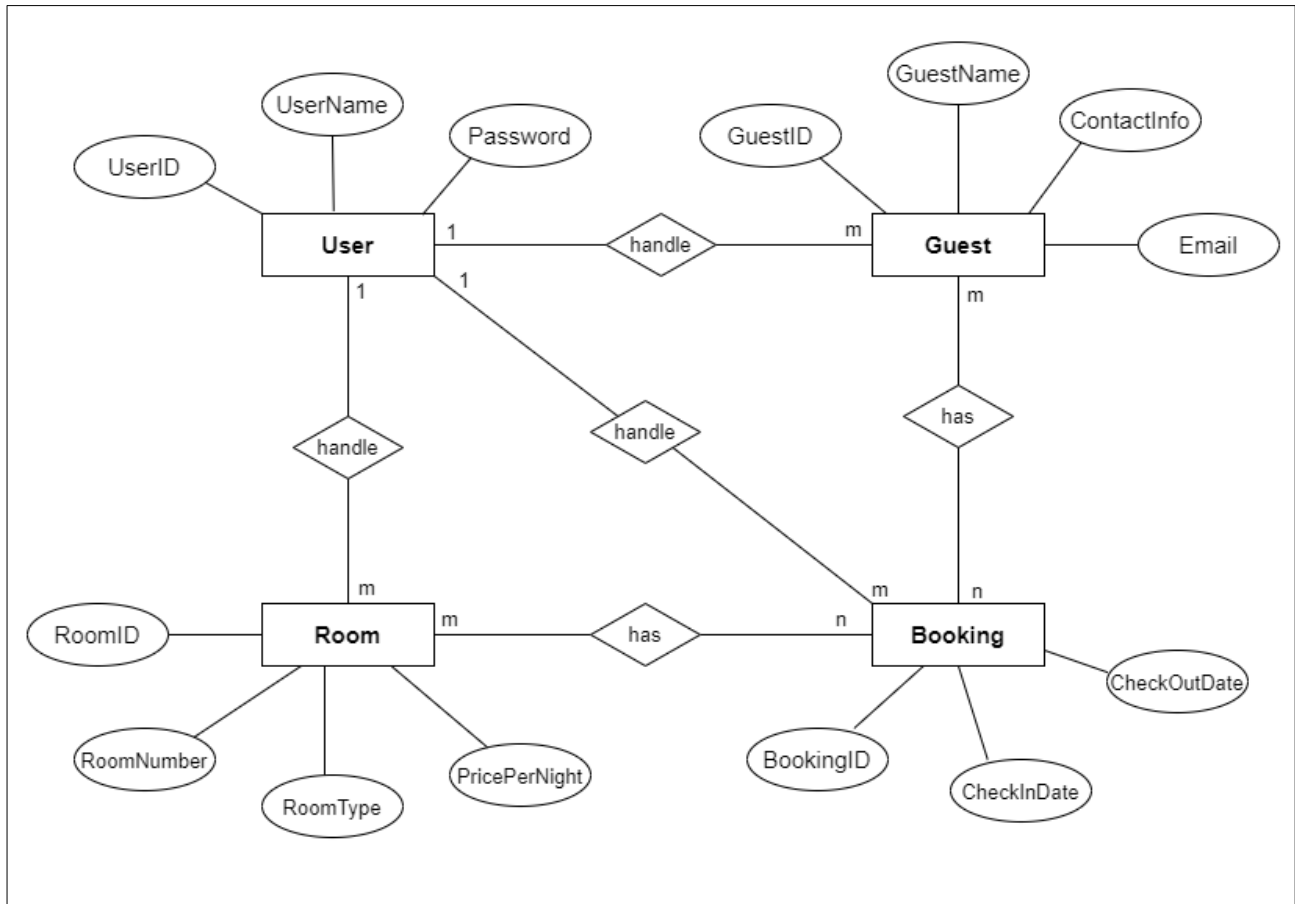 GuestName
UserName
ContactInfo
Password
GuestID
UserID
User
1
handle
m
Guest
Email
1
1
m
handle
handle
has
m
m
n
RoomID
Room
m
has
n
Booking
CheckOutDate
RoomNumber
BookingID
PricePerNight
CheckInDate
RoomType